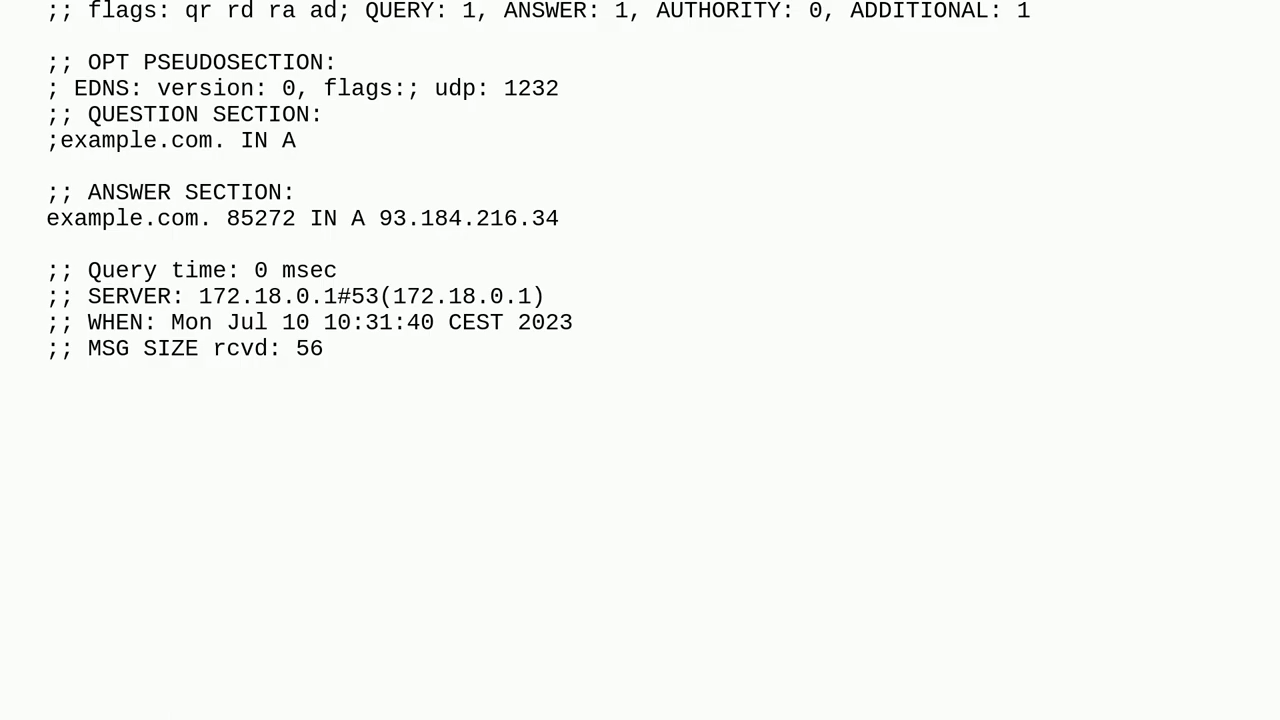 ;; flags: qr rd ra ad; QUERY: 1, ANSWER: 1, AUTHORITY: 0, ADDITIONAL: 1
;; OPT PSEUDOSECTION:
; EDNS: version: 0, flags:; udp: 1232
;; QUESTION SECTION:
;example.com. IN A
;; ANSWER SECTION:
example.com. 85272 IN A 93.184.216.34
;; Query time: 0 msec
;; SERVER: 172.18.0.1#53(172.18.0.1)
;; WHEN: Mon Jul 10 10:31:40 CEST 2023
;; MSG SIZE rcvd: 56